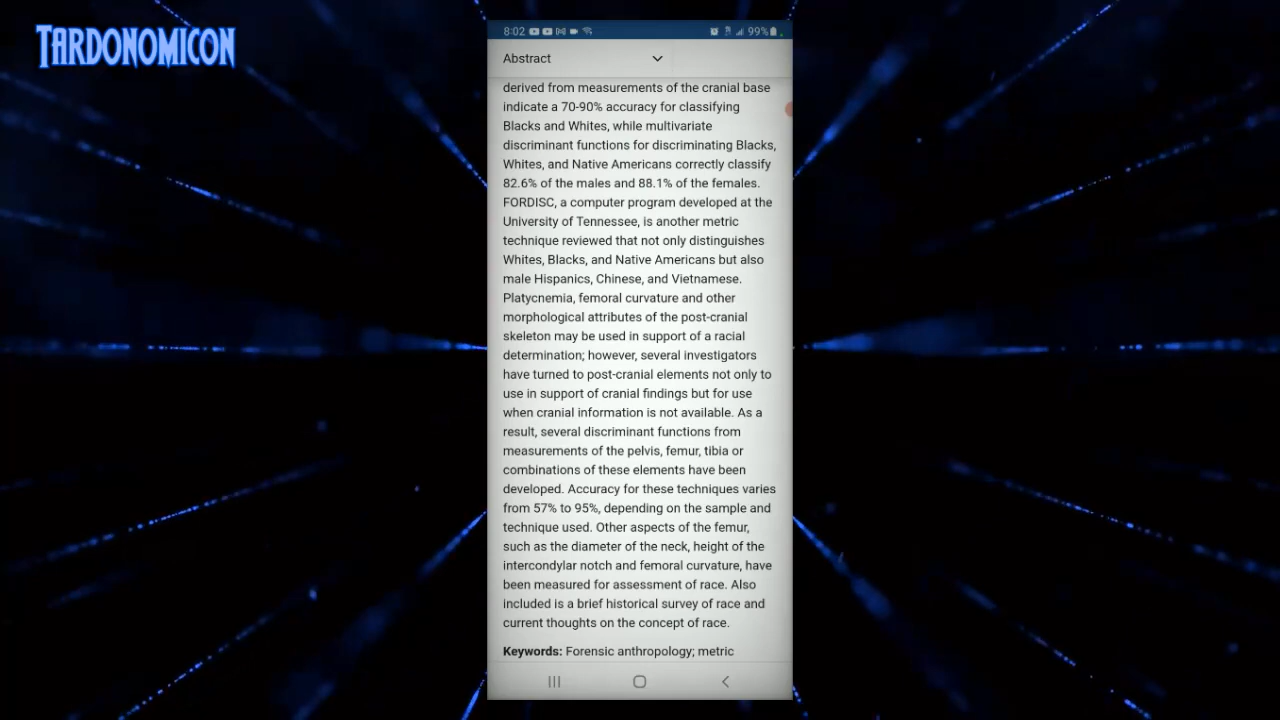 TARDONOMICON
8:02
99%
Abstract
derived from measurements of the cranial base
indicate a 70-90% accuracy for classifying
Blacks and Whites, while multivariate
discriminant functions for discriminating Blacks,
Whites, and Native Americans correctly classify
82.6% of the males and 88.1% of the females.
FORDISC, a computer program developed at the
University of Tennessee, is another metric
technique reviewed that not only distinguishes
Whites, Blacks, and Native Americans but also
male Hispanics, Chinese, and Vietnamese.
Platycnemia, femoral curvature and other
morphological attributes of the post-cranial
skeleton may be used in support of a racial
determination; however, several investigators
have turned to post-cranial elements not only to
use in support of cranial findings but for use
when cranial information is not available. As a
result, several discriminant functions from
measurements of the pelvis, femur, tibia or
combinations of these elements have been
developed. Accuracy for these techniques varies
from 57% to 95%, depending on the sample and
technique used. Other aspects of the femur,
such as the diameter of the neck, height of the
intercondylar notch and femoral curvature, have
been measured for assessment of race. Also
included is a brief historical survey of race and
current thoughts on the concept of race.
Keywords: Forensic anthropology; metric